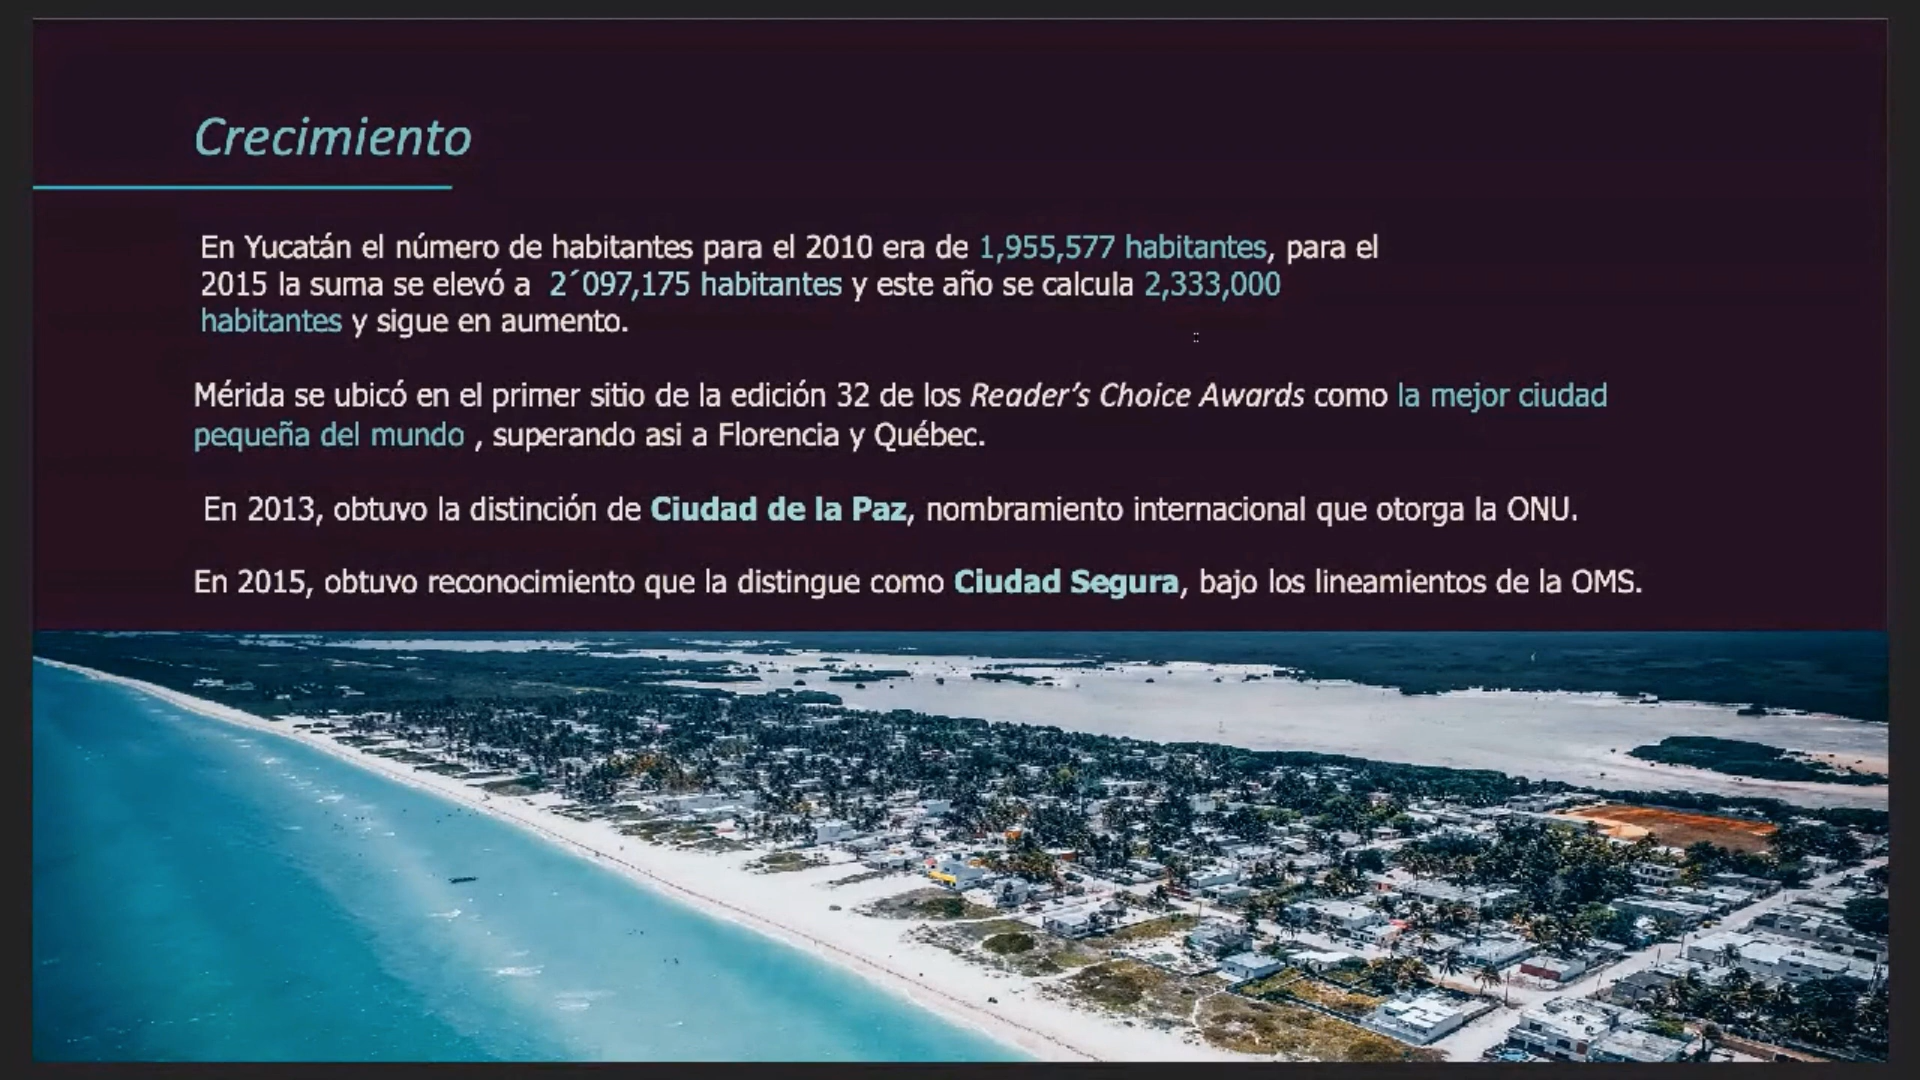 Crecimiento
En Yucatán el número de habitantes para el 2010 era de 1,955,577 habitantes, para el
2015 la suma se elevó a 2´097,175 habitantes y este año se calcula 2,333,000
habitantes y sigue en aumento.
Mérida se ubicó en el primer sitio de la edición 32 de los Reader’s Choice Awards como la mejor ciudad
pequeña del mundo , superando asi a Florencia y Québec.
En 2013, obtuvo la distinción de Ciudad de la Paz, nombramiento internacional que otorga la ONU.
En 2015, obtuvo reconocimiento que la distingue como Ciudad Segura, bajo los lineamientos de la OMS.